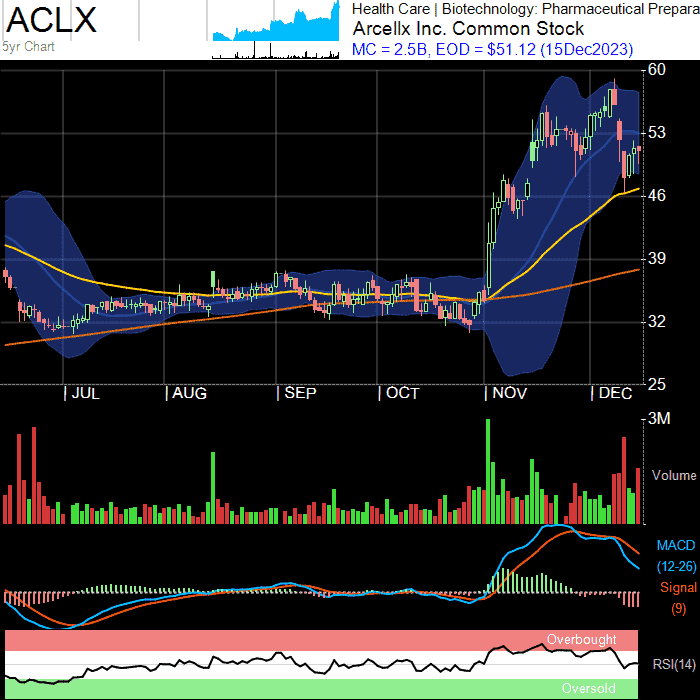 ACLX
5yr Chart
Health Care | Biotechnology: Pharmaceutical Prepara
Arcellx Inc. Common Stock
MC = 2.5B, EOD = $51.12 (15Dec2023)
60
53
46
39
32
25
| JUL | AUG | SEP | OCT | NOV | DEC
3M
Volume
MACD
(12-26)
Signal
(9)
Overbought
RSI(14)
Oversold